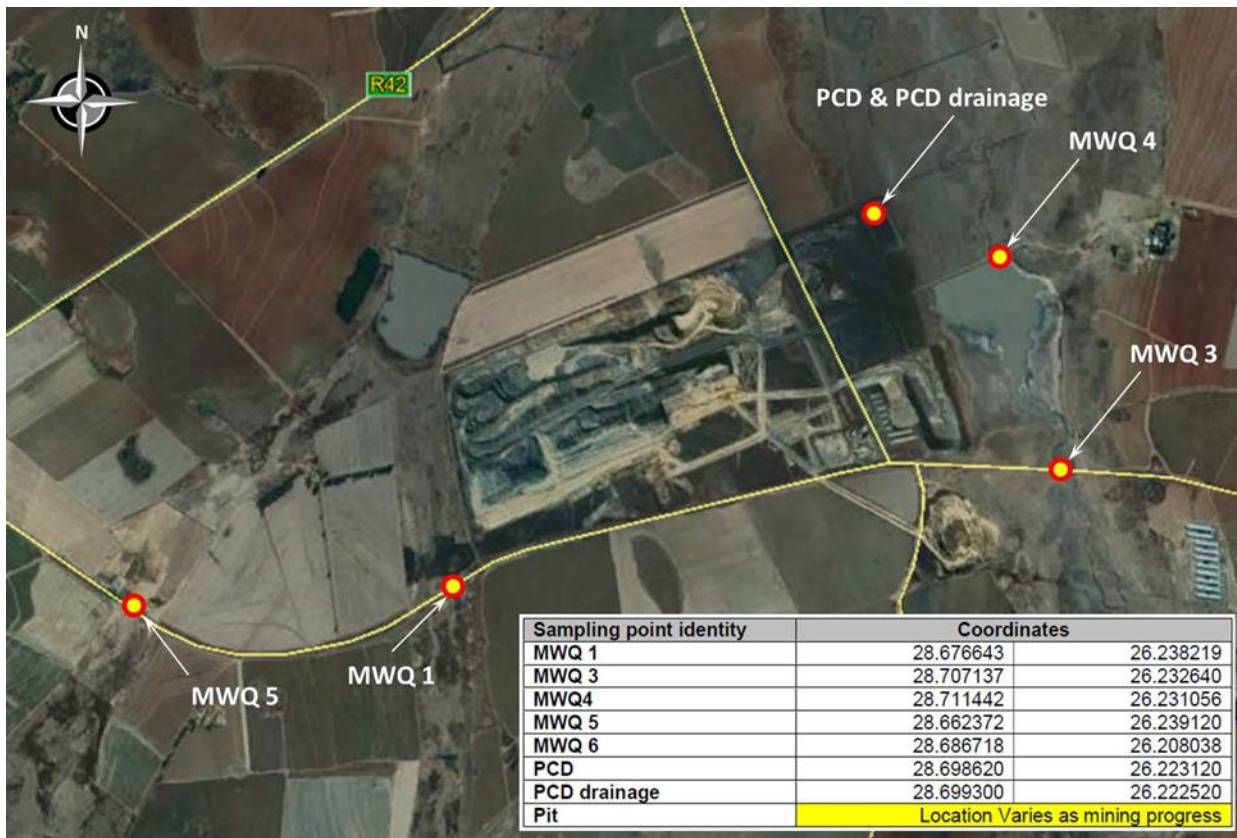 N
R42
PCD & PCD drainage
MWQ 4
MWQ 3
MWQ 1
MWQ 5
Sampling point identity Coordinates
MWQ 1 28.676643 26.238219
MWQ 3 28.707137 26.232640
MWQ4 28.711442 26.231056
MWQ 5 28.662372 26.239120
MWQ 6 28.686718 26.208038
PCD 28.698620 26.223120
PCD drainage 28.699300 26.222520
Pit Location Varies as mining progress